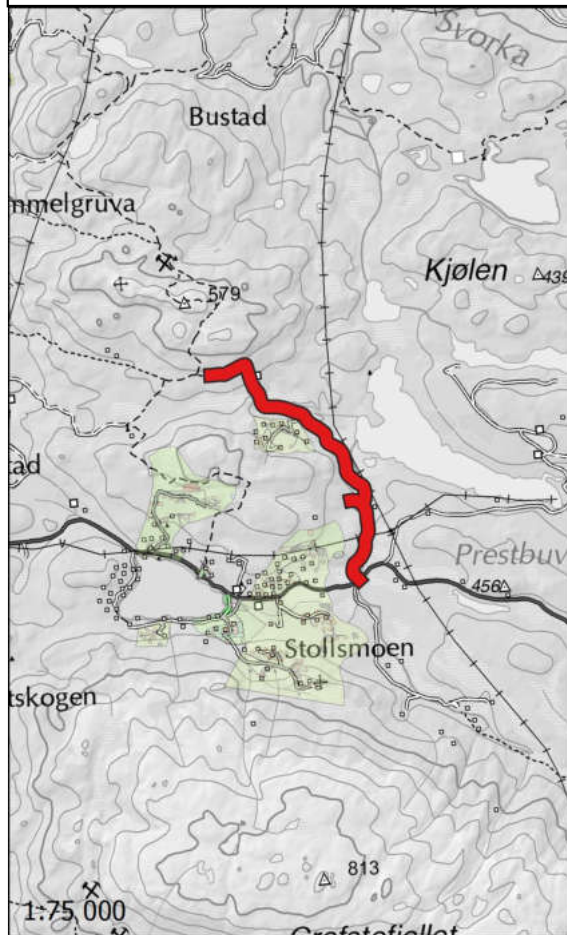 Svorka
Bustad
mmelgruva
Kjølen
439
579
tad
Prestbuv
456
Stollsmoen
tskogen
813
1:75 000